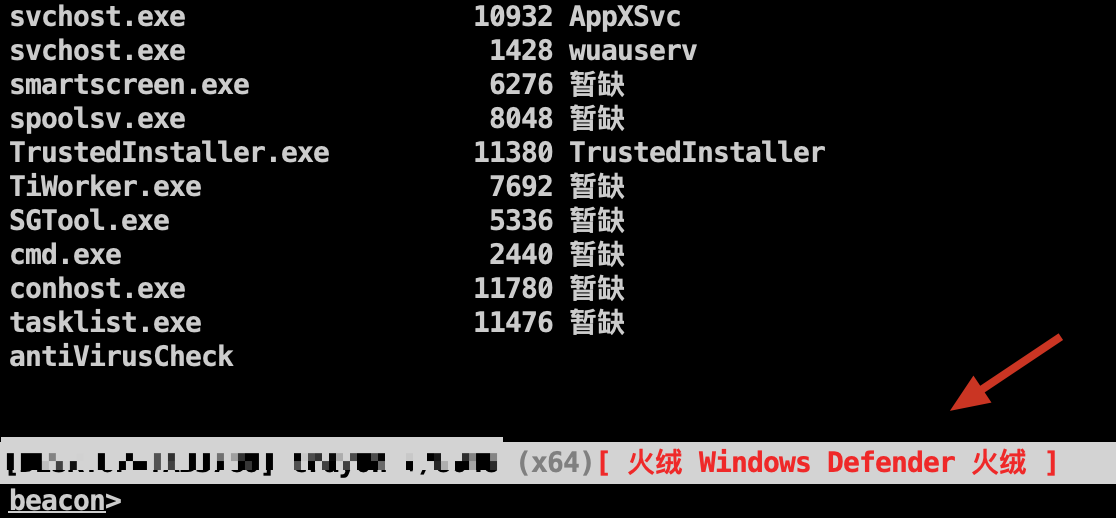 svchost.exe 10932 AppXSvc
svchost.exe 1428 wuauserv
smartscreen.exe 6276 暂缺
spoolsv.exe 8048 暂缺
TrustedInstaller.exe 11380 TrustedInstaller
TiWorker.exe 7692 暂缺
SGTool.exe 5336 暂缺
cmd.exe 2440 暂缺
conhost.exe 11780 暂缺
tasklist.exe 11476 暂缺
antiVirusCheck
(x64)[ 火绒 Windows Defender 火绒 ]
beacon>